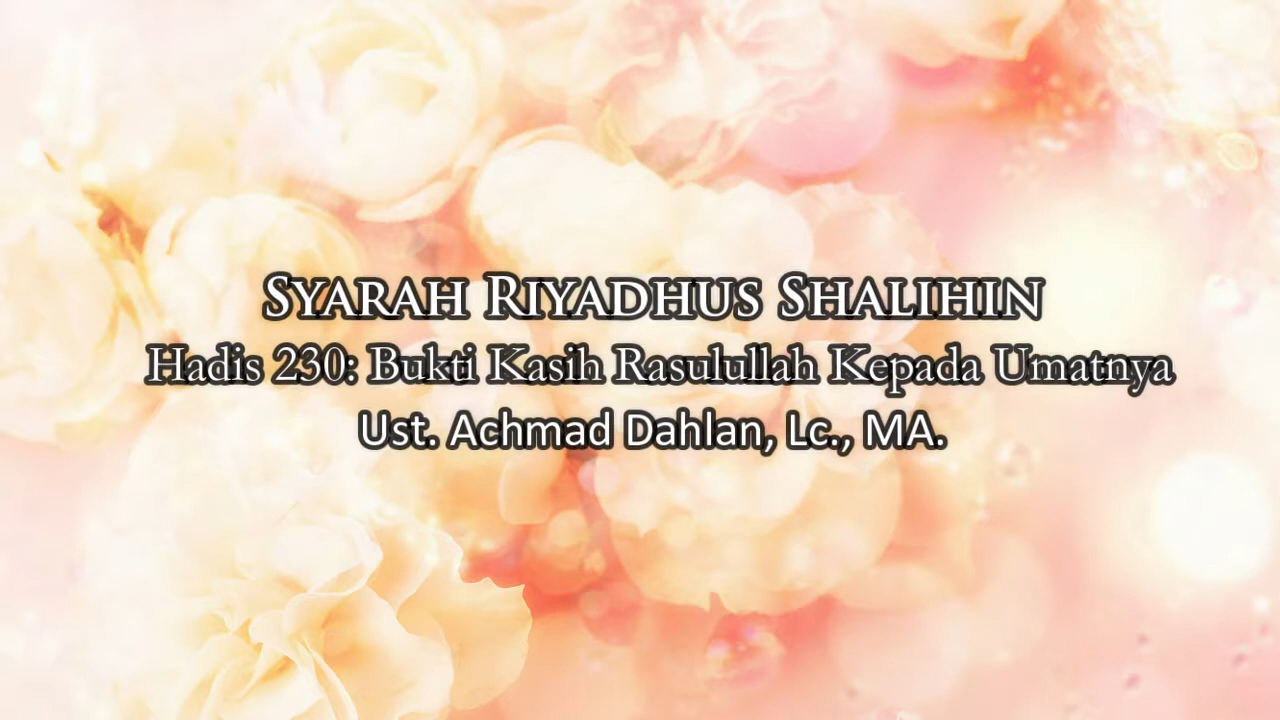 Syarah Riyadhus Shalihin
Hadis 230: Bukti Kasih Rasulullah Kepada Umatnya
Ust. Achmad Dahlan, Lc., MA.